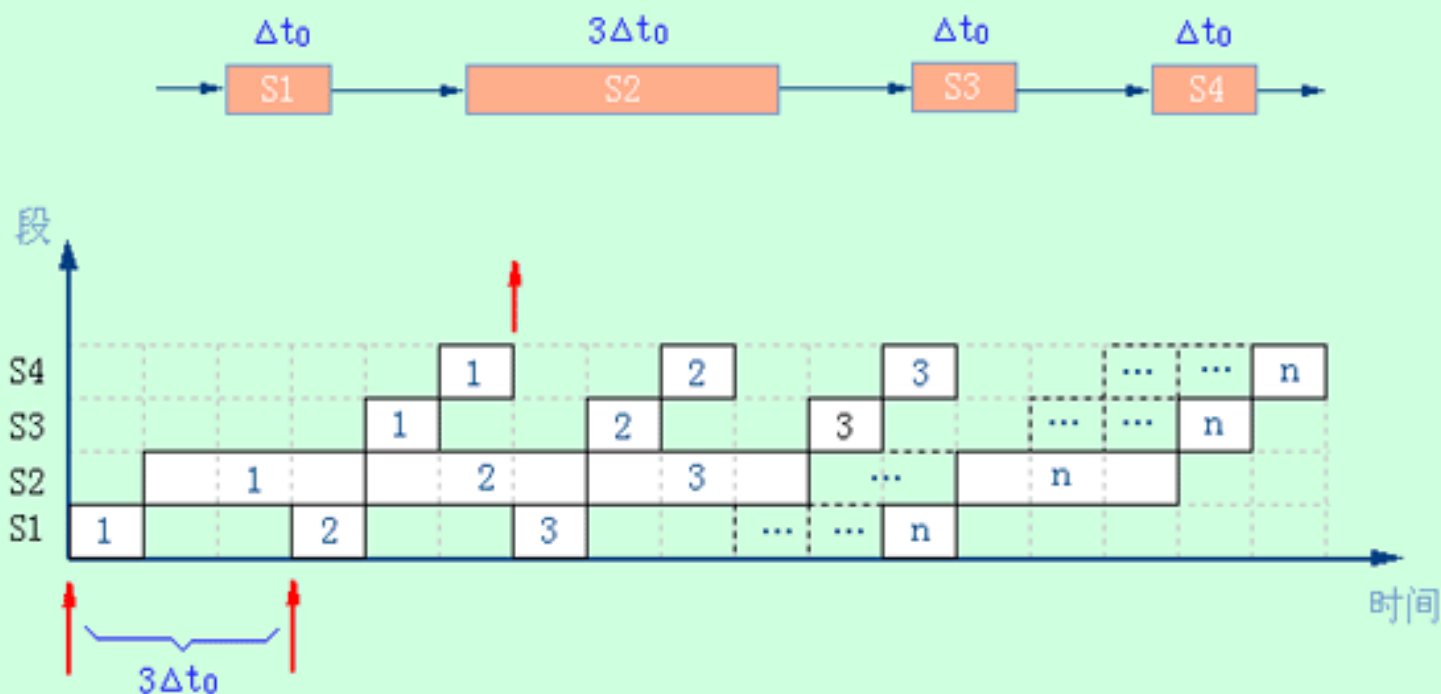 Δt₀ 3Δt₀ Δt₀ Δt₀
S1 S2 S3 S4
段
S4 1 2 3 ··· ··· n
S3 1 2 3 ··· ··· n
S2 1 2 3 ··· n
S1 1 2 3 ··· ··· n
时间
3Δt₀